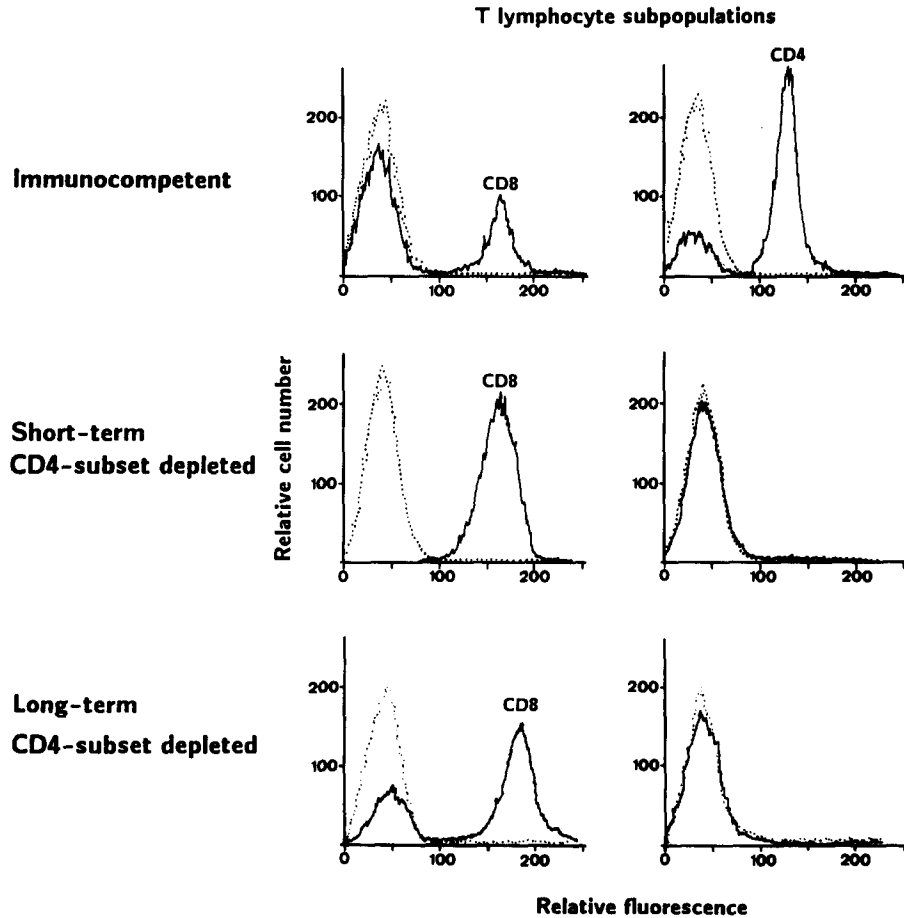 T lymphocyte subpopulations
Immunocompetent
200
100
CD8
0 100 200
200
100
CD4
0 100 200
Relative cell number
Short-term
CD4-subset depleted
200
100
CD8
0 100 200
200
100
0 100 200
Long-term
CD4-subset depleted
200
100
CD8
0 100 200
200
100
0 100 200
Relative fluorescence